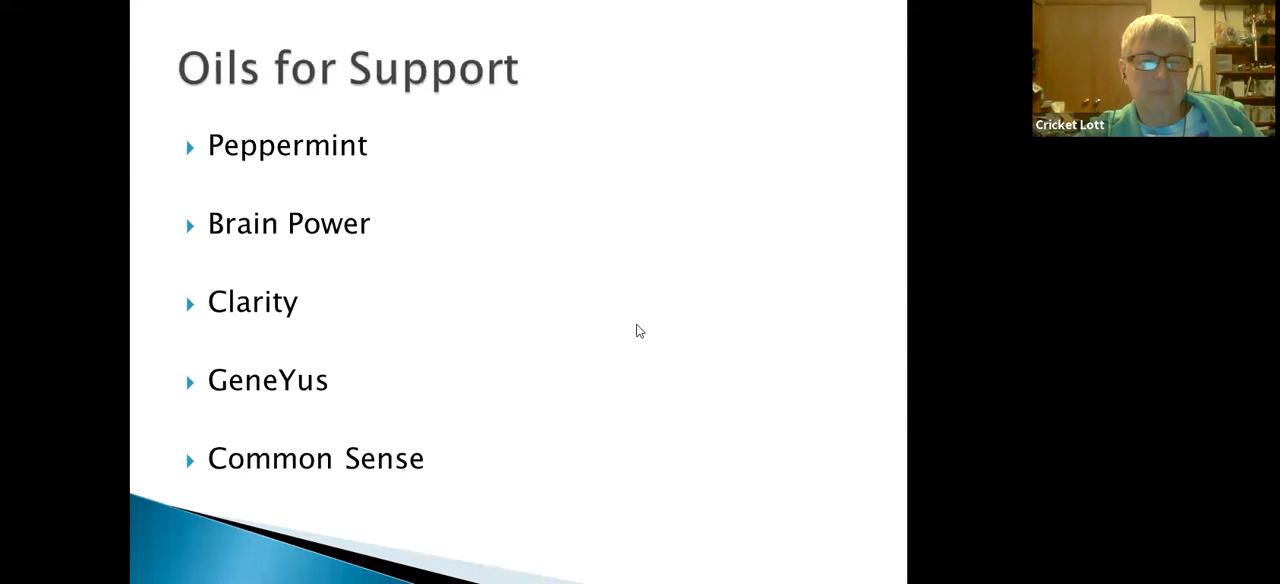 Oils for Support
Peppermint
Brain Power
Clarity
GeneYus
Common Sense
Cricket Lott